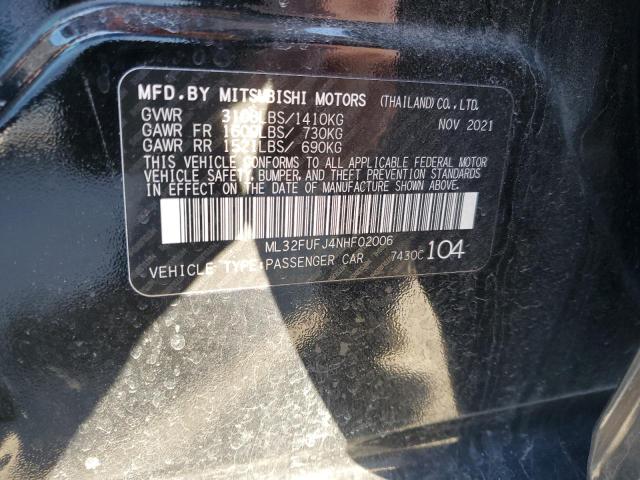 MFD.BY MITSUBISHI MOTORS (THAILAND) CO.,LTD.
GVWR 3108LBS/1410KG NOV 2021
GAWR FR 1609LBS/ 730KG
GAWR RR 1521LBS/ 690KG
THIS VEHICLE CONFORMS TO ALL APPLICABLE FEDERAL MOTOR
VEHICLE SAFETY, BUMPER, AND THEFT PREVENTION STANDARDS
IN EFFECT ON THE DATE OF MANUFACTURE SHOWN ABOVE.
ML32FUFJ4NHF02006
VEHICLE TYPE:PASSENGER CAR 7430C 104